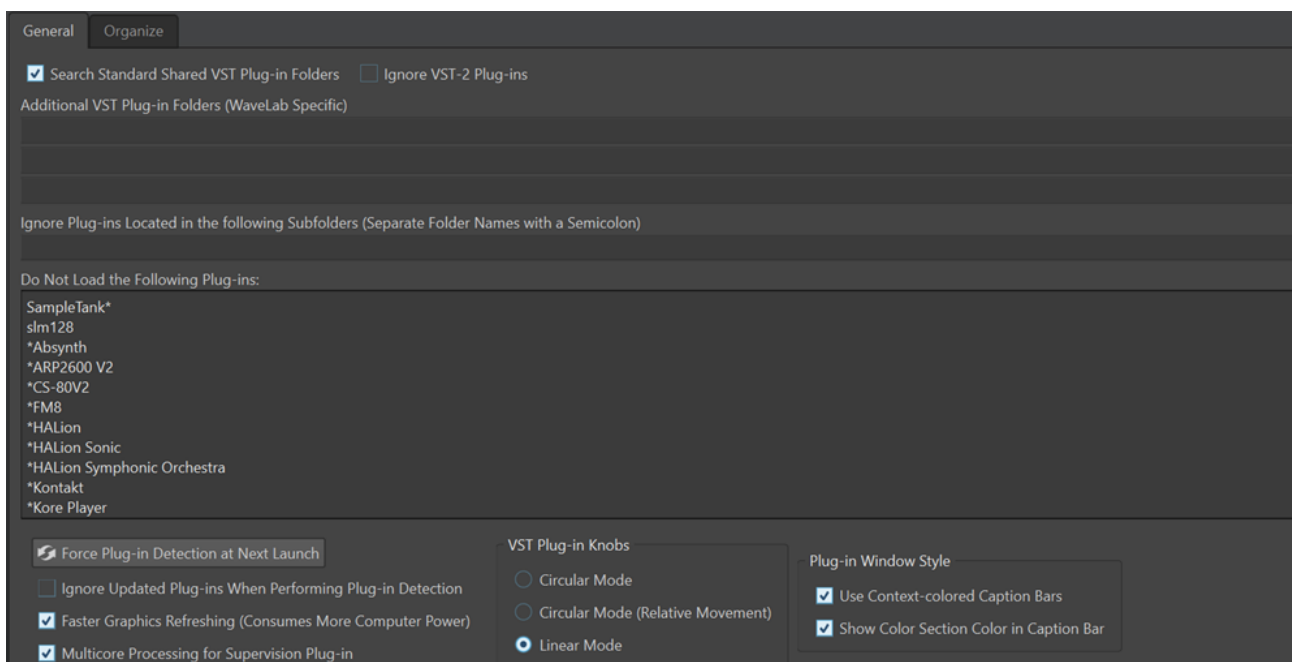 General Organize
Search Standard Shared VST Plug-in Folders Ignore VST-2 Plug-ins
Additional VST Plug-in Folders (WaveLab Specific)
Ignore Plug-ins Located in the following Subfolders (Separate Folder Names with a Semicolon)
Do Not Load the Following Plug-ins:
SampleTank*
slm128
*Absynth
*ARP2600 V2
*CS-80V2
*FM8
*HALion
*HALion Sonic
*HALion Symphonic Orchestra
*Kontakt
*Kore Player
Force Plug-in Detection at Next Launch
Ignore Updated Plug-ins When Performing Plug-in Detection
Faster Graphics Refreshing (Consumes More Computer Power)
Multicore Processing for Supervision Plug-in
VST Plug-in Knobs
Circular Mode
Circular Mode (Relative Movement)
Linear Mode
Plug-in Window Style
Use Context-colored Caption Bars
Show Color Section Color in Caption Bar